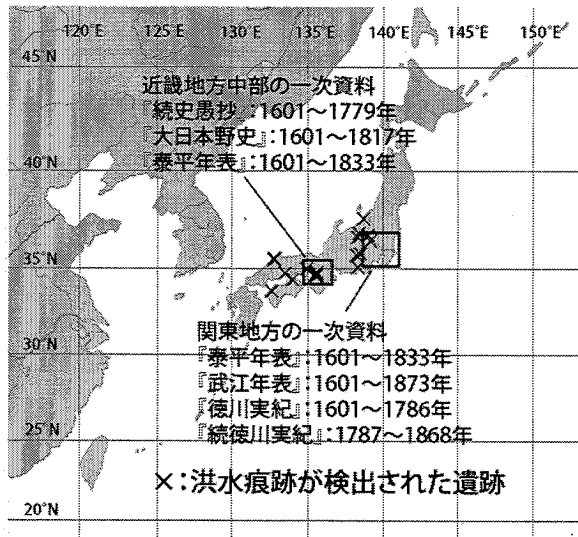 120°E 125°E 130°E 135°E 140°E 145°E 150°E
45°N
近畿地方中部の一次資料
『続史愚抄』:1601～1779年
『大日本野史』:1601～1817年
『泰平年表』:1601～1833年
40°N
35°N
関東地方の一次資料
『泰平年表』:1601～1833年
『武江年表』:1601～1873年
『徳川実紀』:1601～1786年
『続徳川実紀』:1787～1868年
30°N
25°N
×:洪水痕跡が検出された遺跡
20°N